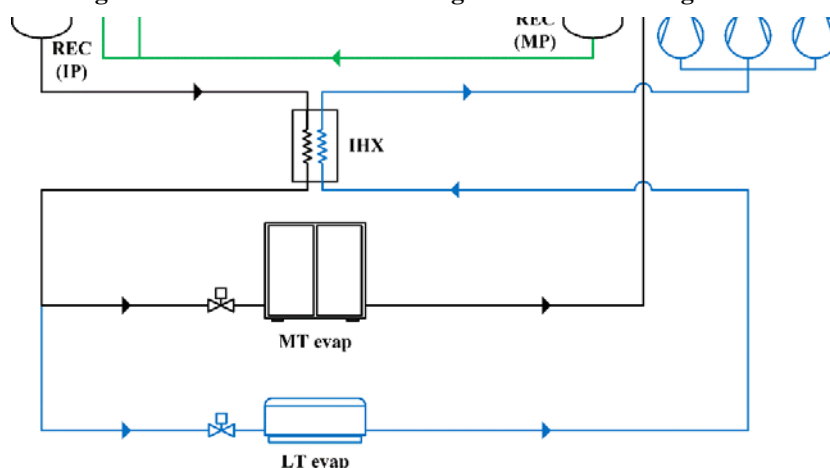 REC
(IP)
REC
(MP)
IHX
MT evap
LT evap